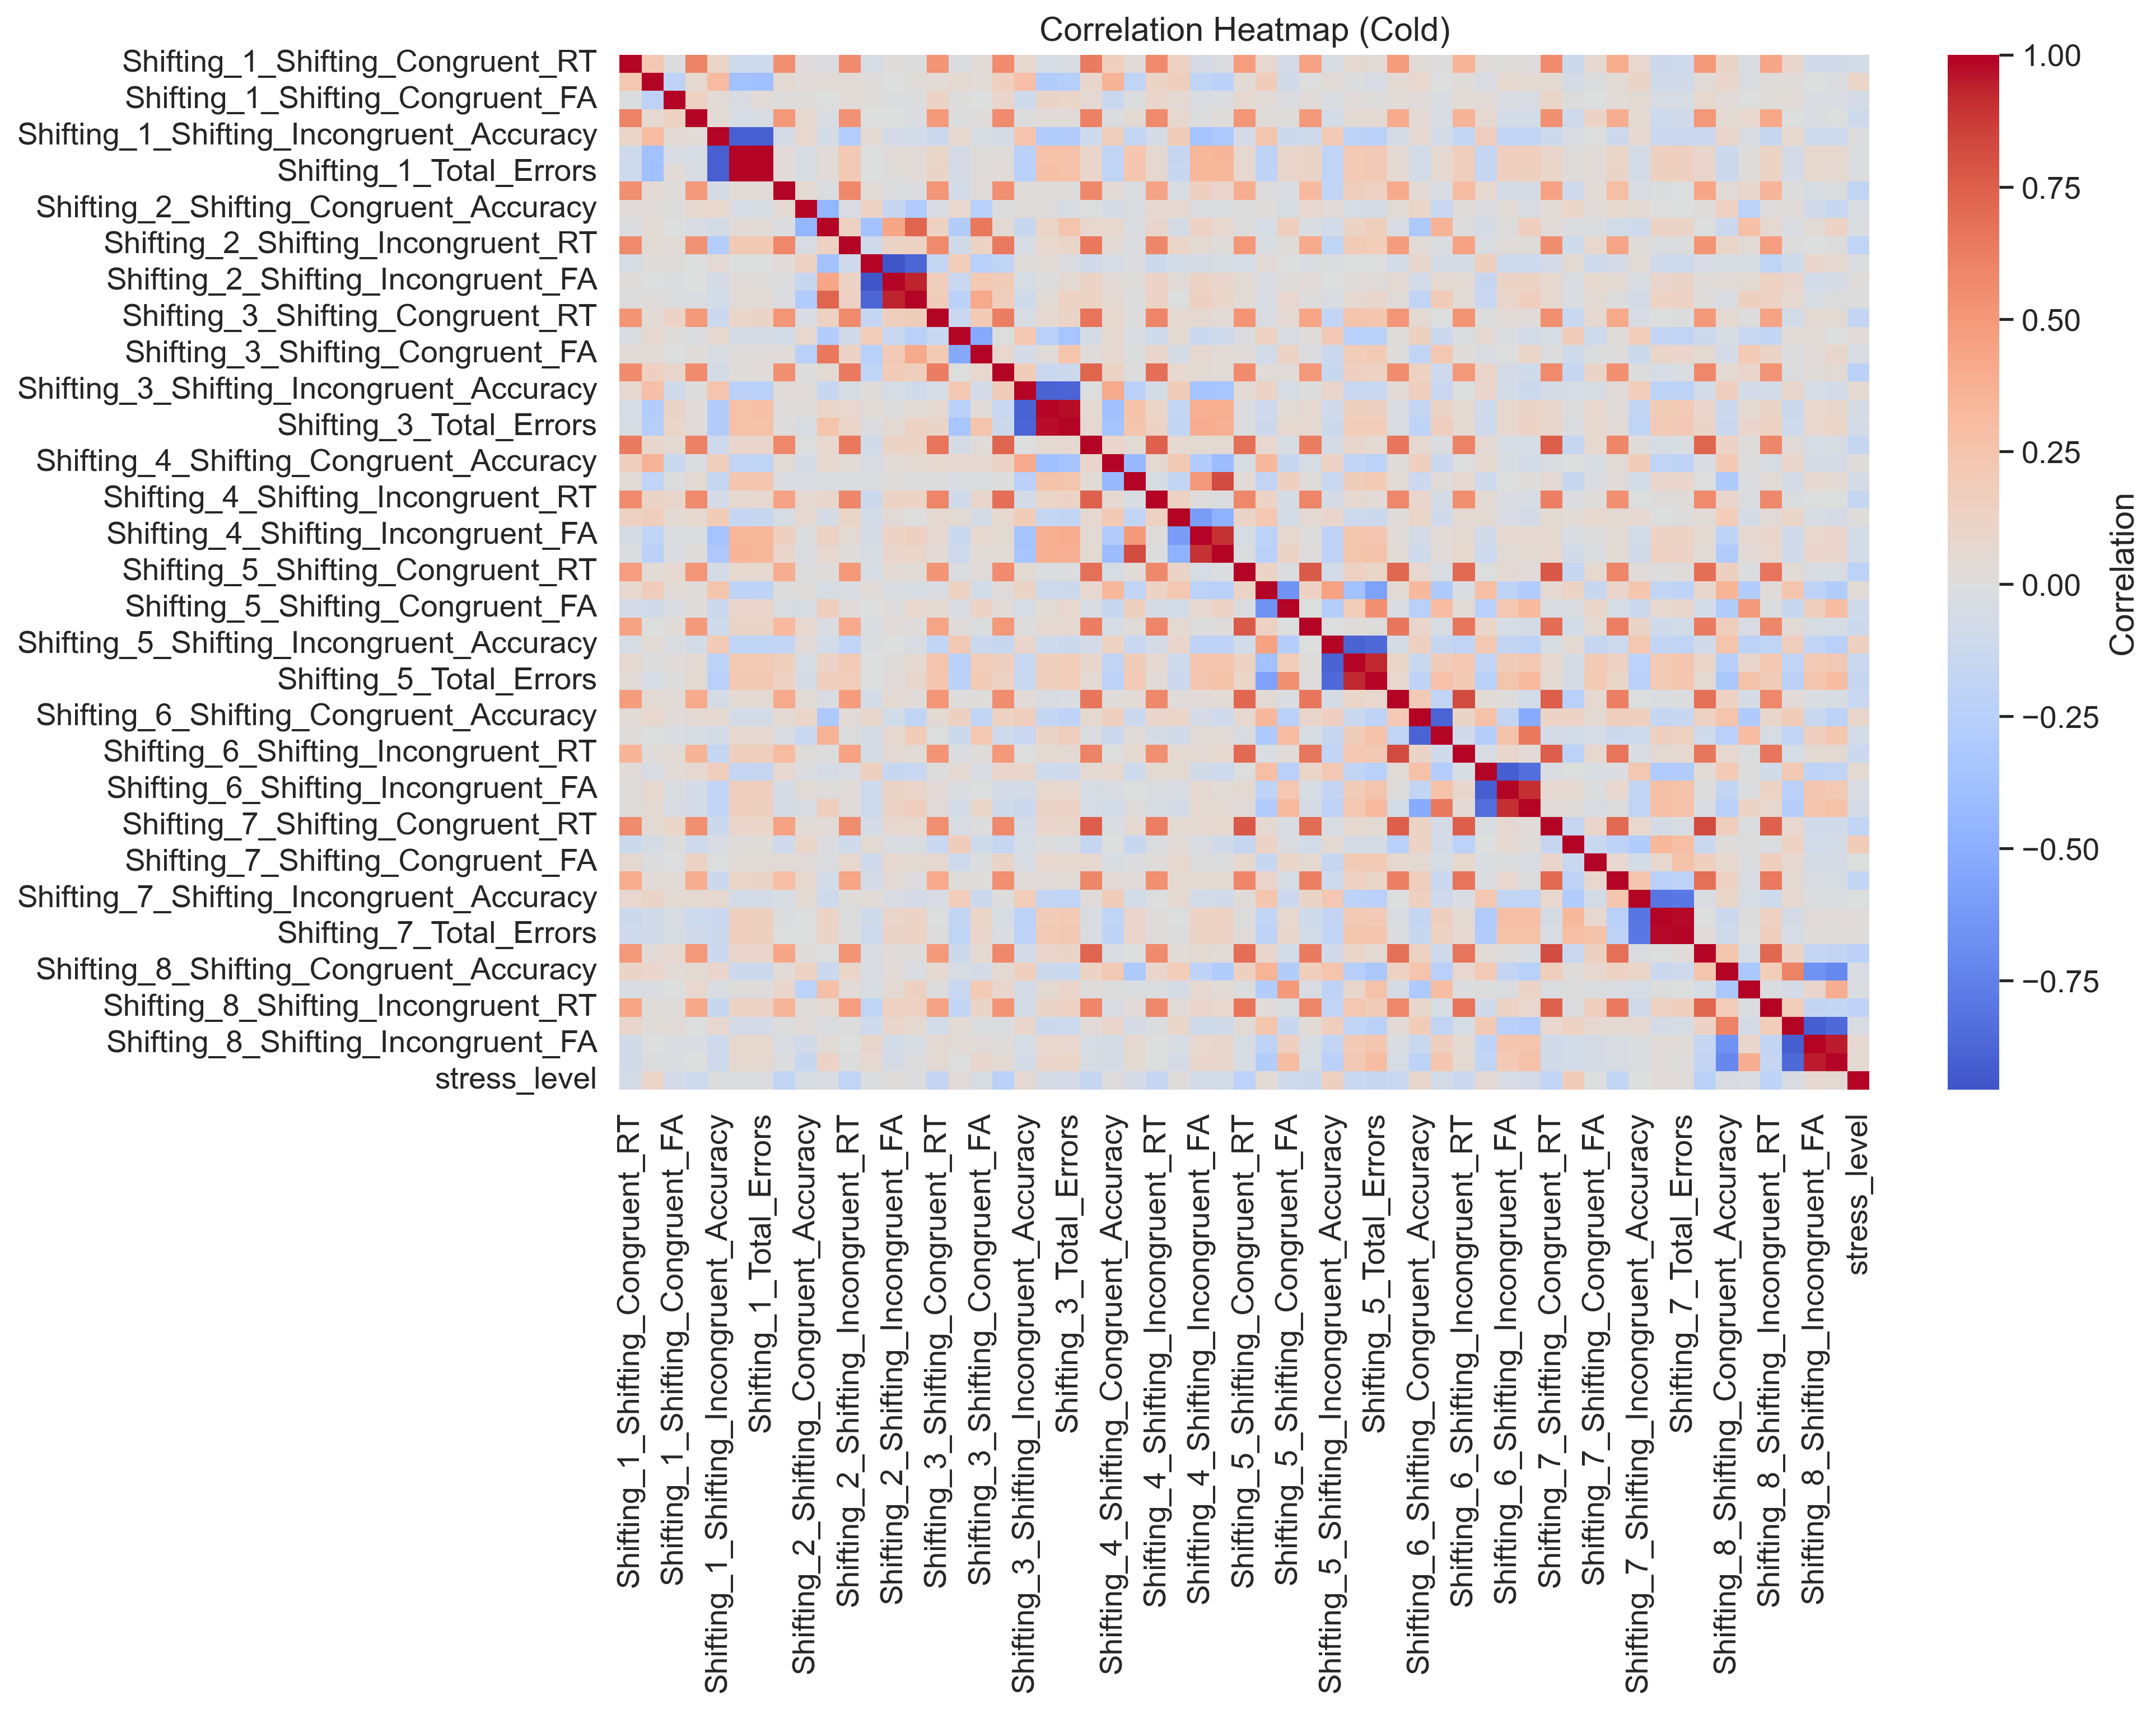 Correlation Heatmap (Cold)
Shifting_1_Shifting_Congruent_RT
Shifting_1_Shifting_Congruent_FA
Shifting_1_Shifting_Incongruent_Accuracy
Shifting_1_Total_Errors
Shifting_2_Shifting_Congruent_Accuracy
Shifting_2_Shifting_Incongruent_RT
Shifting_2_Shifting_Incongruent_FA
Shifting_3_Shifting_Congruent_RT
Shifting_3_Shifting_Congruent_FA
Shifting_3_Shifting_Incongruent_Accuracy
Shifting_3_Total_Errors
Shifting_4_Shifting_Congruent_Accuracy
Shifting_4_Shifting_Incongruent_RT
Shifting_4_Shifting_Incongruent_FA
Shifting_5_Shifting_Congruent_RT
Shifting_5_Shifting_Congruent_FA
Shifting_5_Shifting_Incongruent_Accuracy
Shifting_5_Total_Errors
Shifting_6_Shifting_Congruent_Accuracy
Shifting_6_Shifting_Incongruent_RT
Shifting_6_Shifting_Incongruent_FA
Shifting_7_Shifting_Congruent_RT
Shifting_7_Shifting_Congruent_FA
Shifting_7_Shifting_Incongruent_Accuracy
Shifting_7_Total_Errors
Shifting_8_Shifting_Congruent_Accuracy
Shifting_8_Shifting_Incongruent_RT
Shifting_8_Shifting_Incongruent_FA
stress_level
Shifting_1_Shifting_Congruent_RT
Shifting_1_Shifting_Congruent_FA
Shifting_1_Shifting_Incongruent_Accuracy
Shifting_1_Total_Errors
Shifting_2_Shifting_Congruent_Accuracy
Shifting_2_Shifting_Incongruent_RT
Shifting_2_Shifting_Incongruent_FA
Shifting_3_Shifting_Congruent_RT
Shifting_3_Shifting_Congruent_FA
Shifting_3_Shifting_Incongruent_Accuracy
Shifting_3_Total_Errors
Shifting_4_Shifting_Congruent_Accuracy
Shifting_4_Shifting_Incongruent_RT
Shifting_4_Shifting_Incongruent_FA
Shifting_5_Shifting_Congruent_RT
Shifting_5_Shifting_Congruent_FA
Shifting_5_Shifting_Incongruent_Accuracy
Shifting_5_Total_Errors
Shifting_6_Shifting_Congruent_Accuracy
Shifting_6_Shifting_Incongruent_RT
Shifting_6_Shifting_Incongruent_FA
Shifting_7_Shifting_Congruent_RT
Shifting_7_Shifting_Congruent_FA
Shifting_7_Shifting_Incongruent_Accuracy
Shifting_7_Total_Errors
Shifting_8_Shifting_Congruent_Accuracy
Shifting_8_Shifting_Incongruent_RT
Shifting_8_Shifting_Incongruent_FA
stress_level
1.00
0.75
0.50
0.25
0.00
−0.25
−0.50
−0.75
Correlation